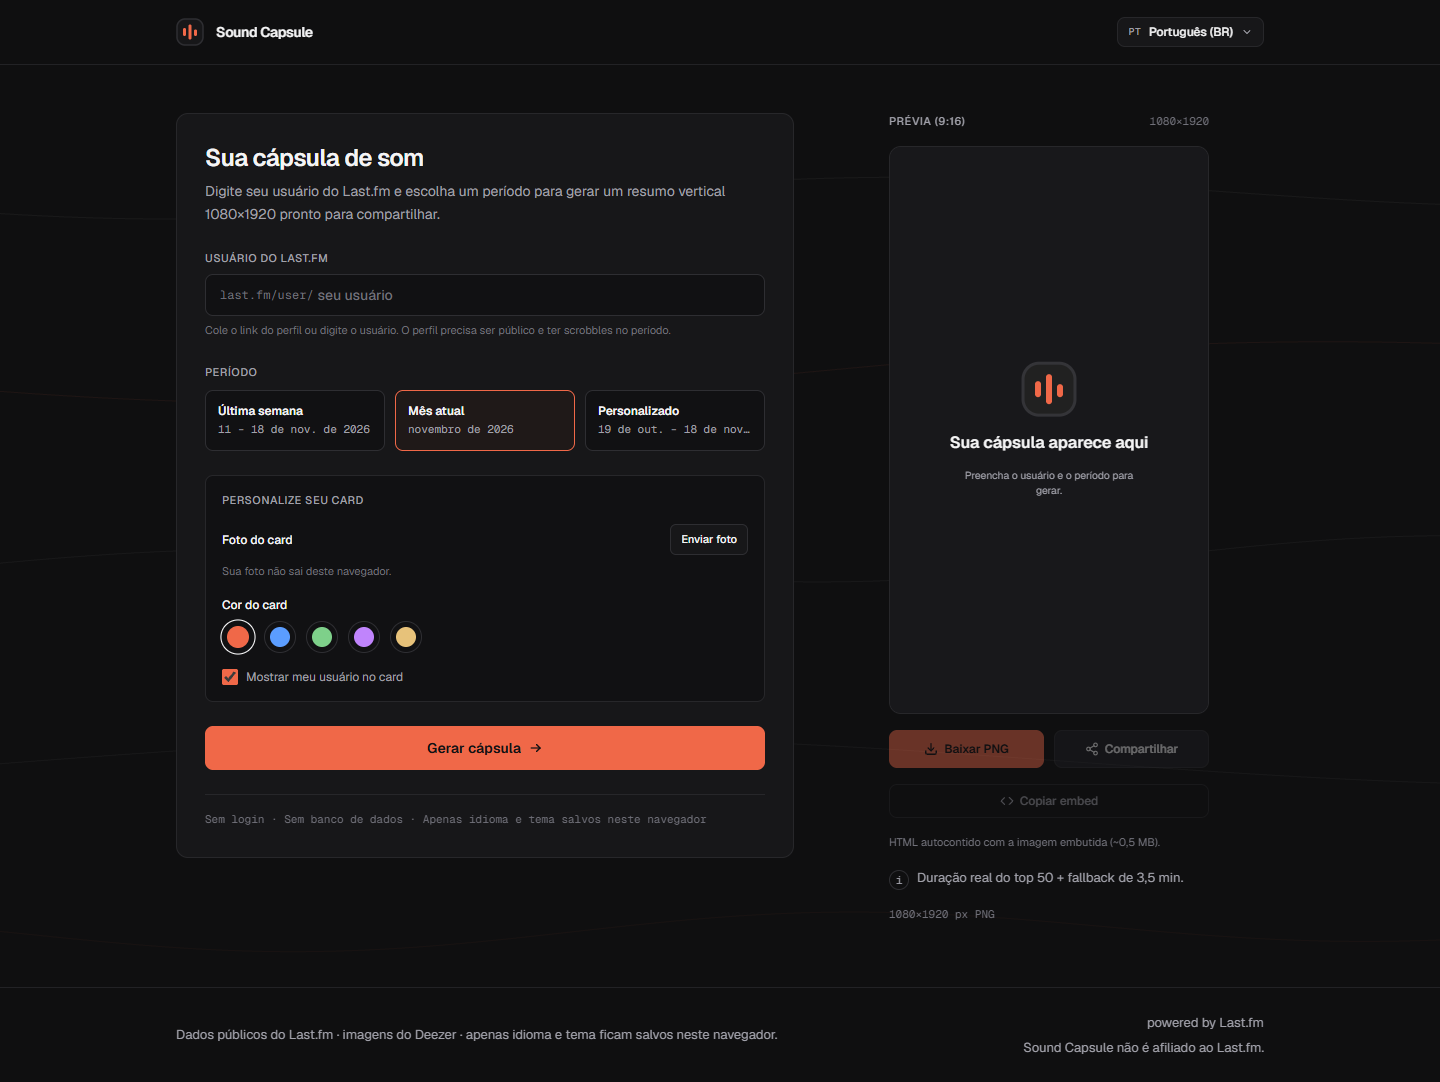 Sound Capsule
PT Português (BR)
Sua cápsula de som
Digite seu usuário do Last.fm e escolha um período para gerar um resumo vertical
1080×1920 pronto para compartilhar.
USUÁRIO DO LAST.FM
last.fm/user/ seu usuário
Cole o link do perfil ou digite o usuário. O perfil precisa ser público e ter scrobbles no período.
PERÍODO
Última semana
11 – 18 de nov. de 2026
Mês atual
novembro de 2026
Personalizado
19 de out. – 18 de nov…
PERSONALIZE SEU CARD
Foto do card
Enviar foto
Sua foto não sai deste navegador.
Cor do card
Mostrar meu usuário no card
Gerar cápsula →
Sem login · Sem banco de dados · Apenas idioma e tema salvos neste navegador
PRÉVIA (9:16)
1080×1920
Sua cápsula aparece aqui
Preencha o usuário e o período para
gerar.
Baixar PNG
Compartilhar
Copiar embed
HTML autocontido com a imagem embutida (~0,5 MB).
i Duração real do top 50 + fallback de 3,5 min.
1080×1920 px PNG
Dados públicos do Last.fm · imagens do Deezer · apenas idioma e tema ficam salvos neste navegador.
powered by Last.fm
Sound Capsule não é afiliado ao Last.fm.